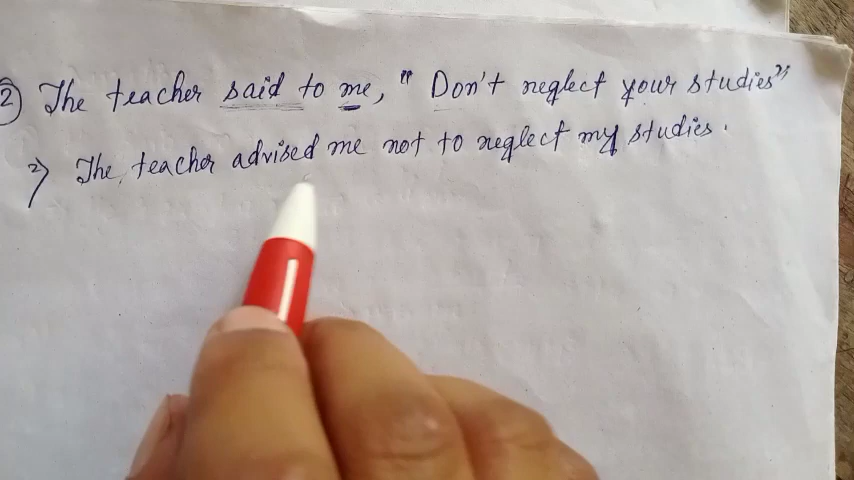 ② The teacher said to me, "Don't neglect your studies"
2) The teacher advised me not to neglect my studies.